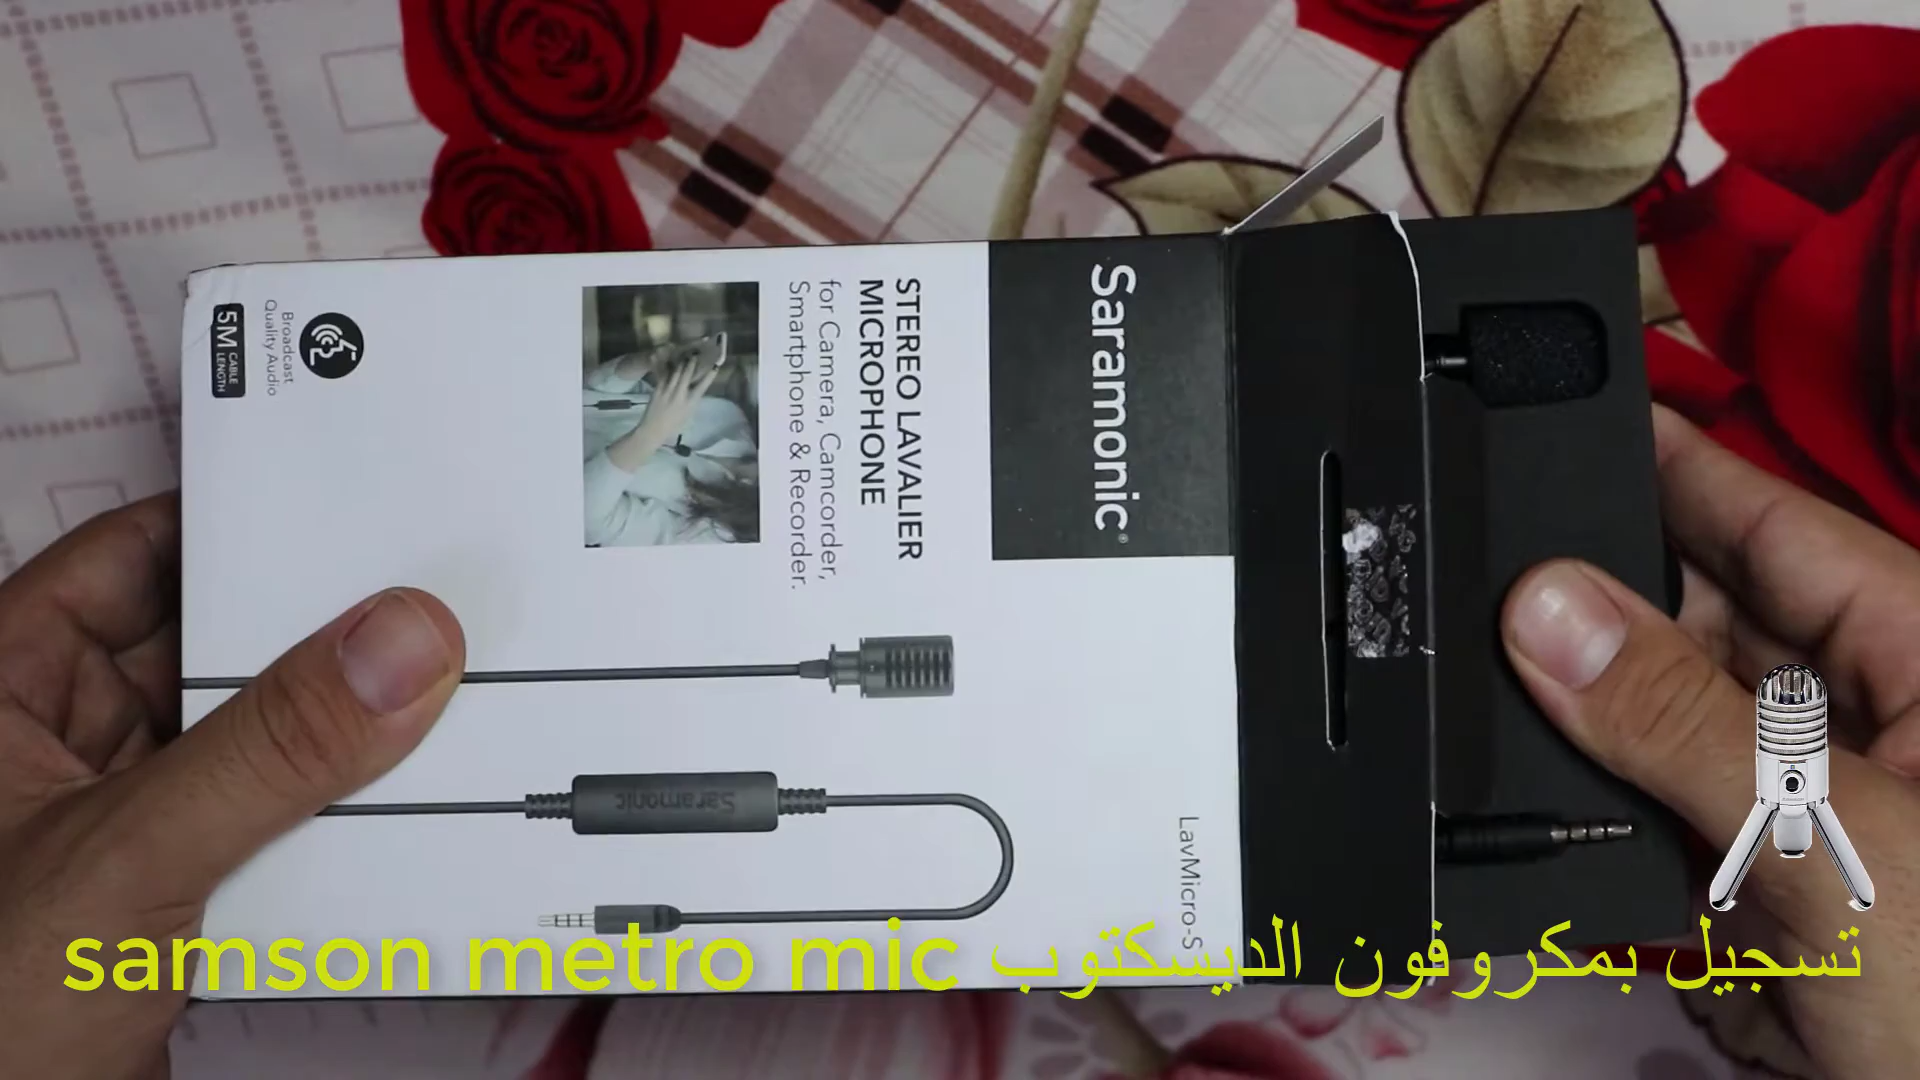 Saramonic®
STEREO LAVALIER
MICROPHONE
for Camera, Camcorder,
Smartphone & Recorder.
Broadcast
Quality Audio
5M CABLE
LENGTH
Saramonic
LavMicro-S
تسجيل بمكروفون الديسكتوب samson metro mic